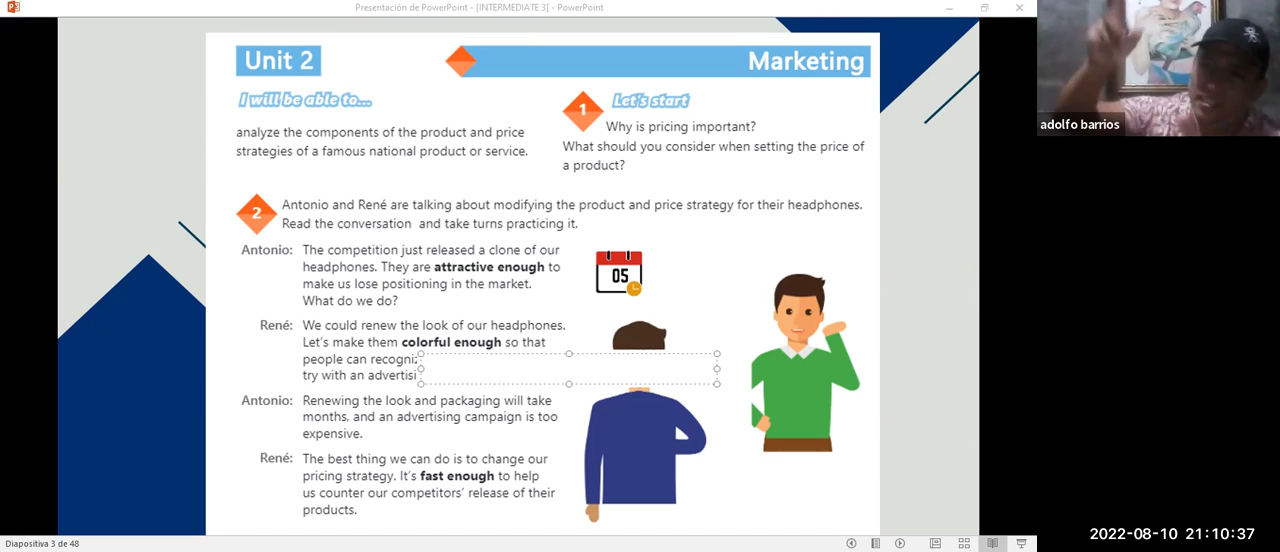 Presentación de PowerPoint - [INTERMEDIATE 3] - PowerPoint
Unit 2
Marketing
I will be able to...
analyze the components of the product and price
strategies of a famous national product or service.
1
Let's start
Why is pricing important?
What should you consider when setting the price of
a product?
2
Antonio and René are talking about modifying the product and price strategy for their headphones.
Read the conversation and take turns practicing it.
Antonio: The competition just released a clone of our
headphones. They are attractive enough to
make us lose positioning in the market.
What do we do?
05
René: We could renew the look of our headphones.
Let's make them colorful enough so that
people can
try with an
Antonio: Renewing the look and packaging will take
months, and an advertising campaign is too
expensive.
René: The best thing we can do is to change our
pricing strategy. It's fast enough to help
us counter our competitors' release of their
products.
adolfo barrios
2022-08-10 21:10:37
Diapositiva 3 de 48